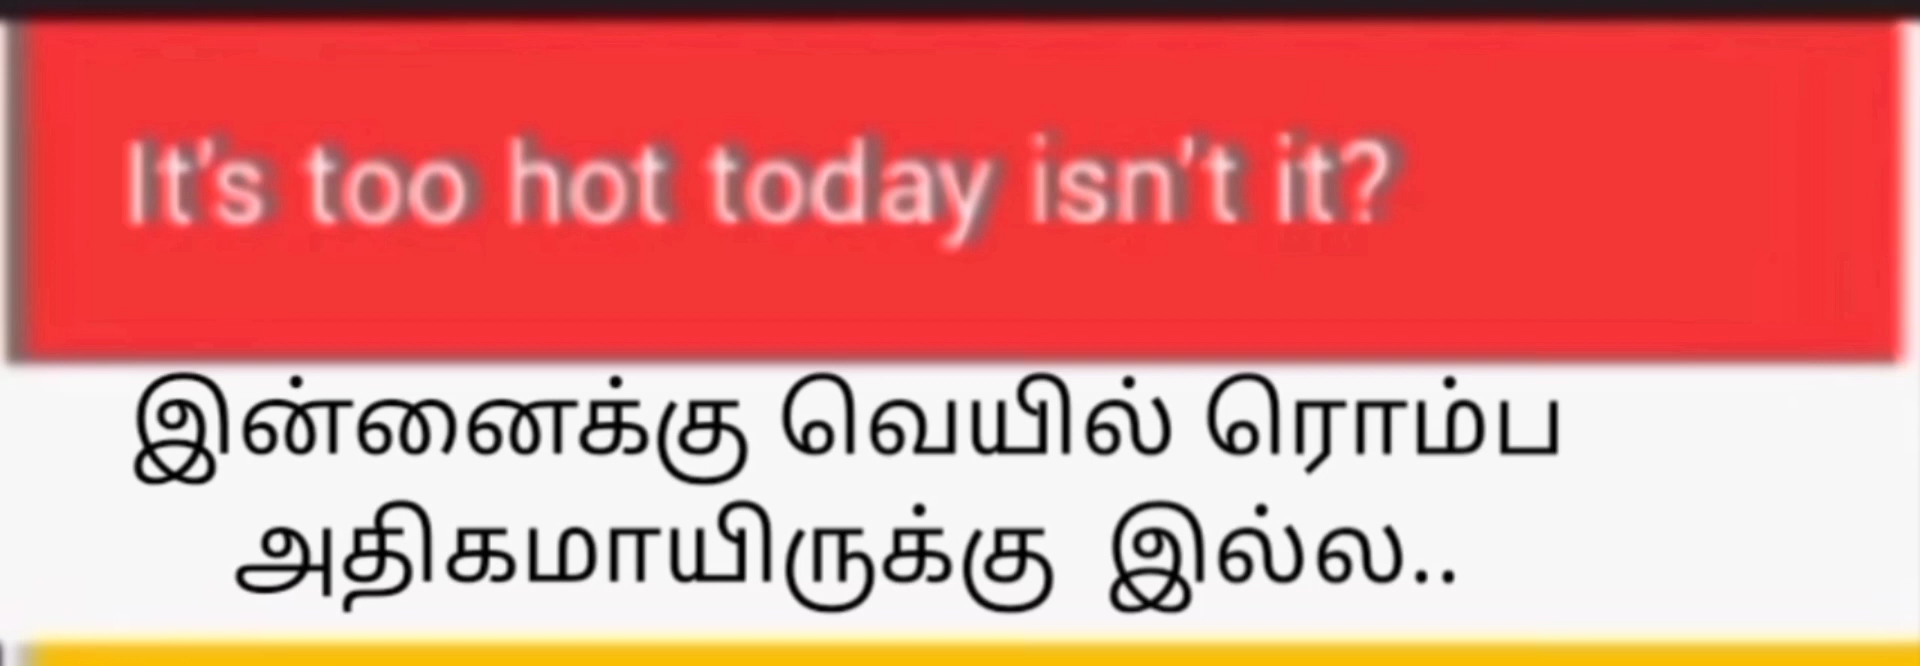 It's too hot today isn't it?
இன்னைக்கு வெயில் ரொம்ப
அதிகமாயிருக்கு இல்ல..